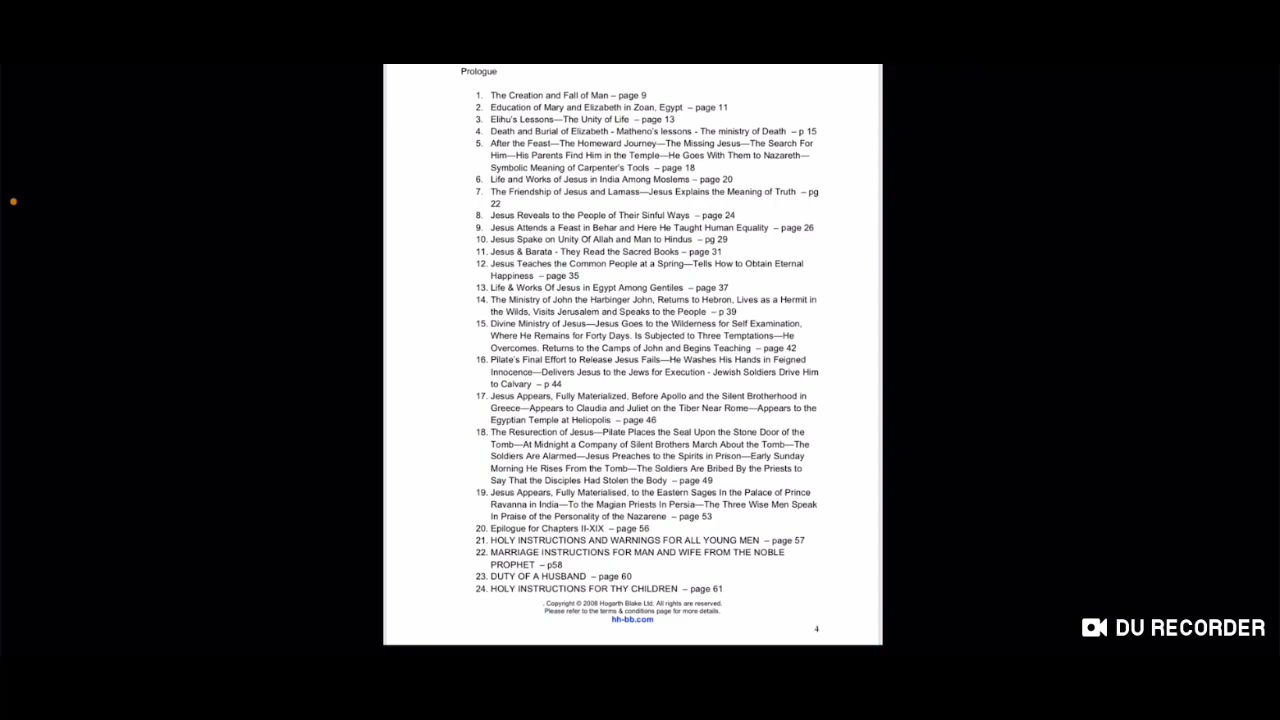 Prologue
1. The Creation and Fall of Man – page 9
2. Education of Mary and Elizabeth in Zoan, Egypt – page 11
3. Elihu's Lessons—The Unity of Life – page 13
4. Death and Burial of Elizabeth - Matheno's lessons - The ministry of Death – p 15
5. After the Feast—The Homeward Journey—The Missing Jesus—The Search For
Him—His Parents Find Him in the Temple—He Goes With Them to Nazareth—
Symbolic Meaning of Carpenter's Tools – page 18
6. Life and Works of Jesus in India Among Moslems – page 20
7. The Friendship of Jesus and Lamass—Jesus Explains the Meaning of Truth – pg
22
8. Jesus Reveals to the People of Their Sinful Ways – page 24
9. Jesus Attends a Feast in Behar and Here He Taught Human Equality – page 26
10. Jesus Spake on Unity Of Allah and Man to Hindus – pg 29
11. Jesus & Barata - They Read the Sacred Books – page 31
12. Jesus Teaches the Common People at a Spring—Tells How to Obtain Eternal
Happiness – page 35
13. Life & Works Of Jesus in Egypt Among Gentiles – page 37
14. The Ministry of John the Harbinger John, Returns to Hebron, Lives as a Hermit in
the Wilds, Visits Jerusalem and Speaks to the People – p 39
15. Divine Ministry of Jesus—Jesus Goes to the Wilderness for Self Examination,
Where He Remains for Forty Days. Is Subjected to Three Temptations—He
Overcomes. Returns to the Camps of John and Begins Teaching – page 42
16. Pilate's Final Effort to Release Jesus Fails—He Washes His Hands in Feigned
Innocence—Delivers Jesus to the Jews for Execution - Jewish Soldiers Drive Him
to Calvary – p 44
17. Jesus Appears, Fully Materialized, Before Apollo and the Silent Brotherhood in
Greece—Appears to Claudia and Juliet on the Tiber Near Rome—Appears to the
Egyptian Temple at Heliopolis – page 46
18. The Resurection of Jesus—Pilate Places the Seal Upon the Stone Door of the
Tomb—At Midnight a Company of Silent Brothers March About the Tomb—The
Soldiers Are Alarmed—Jesus Preaches to the Spirits in Prison—Early Sunday
Morning He Rises From the Tomb—The Soldiers Are Bribed By the Priests to
Say That the Disciples Had Stolen the Body – page 49
19. Jesus Appears, Fully Materialised, to the Eastern Sages In the Palace of Prince
Ravanna in India—To the Magian Priests In Persia—The Three Wise Men Speak
In Praise of the Personality of the Nazarene – page 53
20. Epilogue for Chapters II-XIX – page 56
21. HOLY INSTRUCTIONS AND WARNINGS FOR ALL YOUNG MEN – page 57
22. MARRIAGE INSTRUCTIONS FOR MAN AND WIFE FROM THE NOBLE
PROPHET – p58
23. DUTY OF A HUSBAND – page 60
24. HOLY INSTRUCTIONS FOR THY CHILDREN – page 61
. Copyright © 2008 Hogarth Blake Ltd. All rights are reserved.
Please refer to the terms & conditions page for more details.
hh-bb.com
4
DU RECORDER